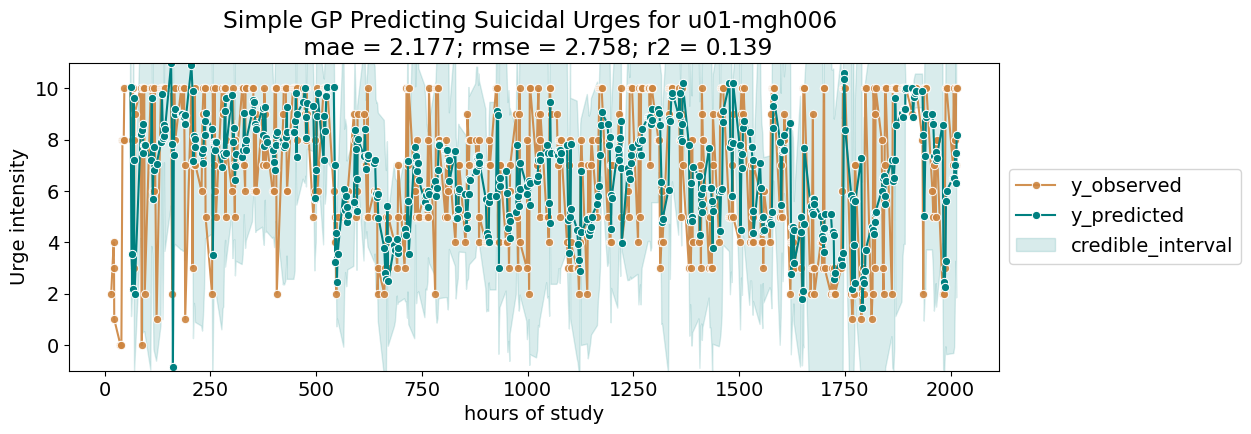 Simple GP Predicting Suicidal Urges for u01-mgh006
mae = 2.177; rmse = 2.758; r2 = 0.139
Urge intensity
10
8
6
4
2
0
0 250 500 750 1000 1250 1500 1750 2000
hours of study
y_observed
y_predicted
credible_interval